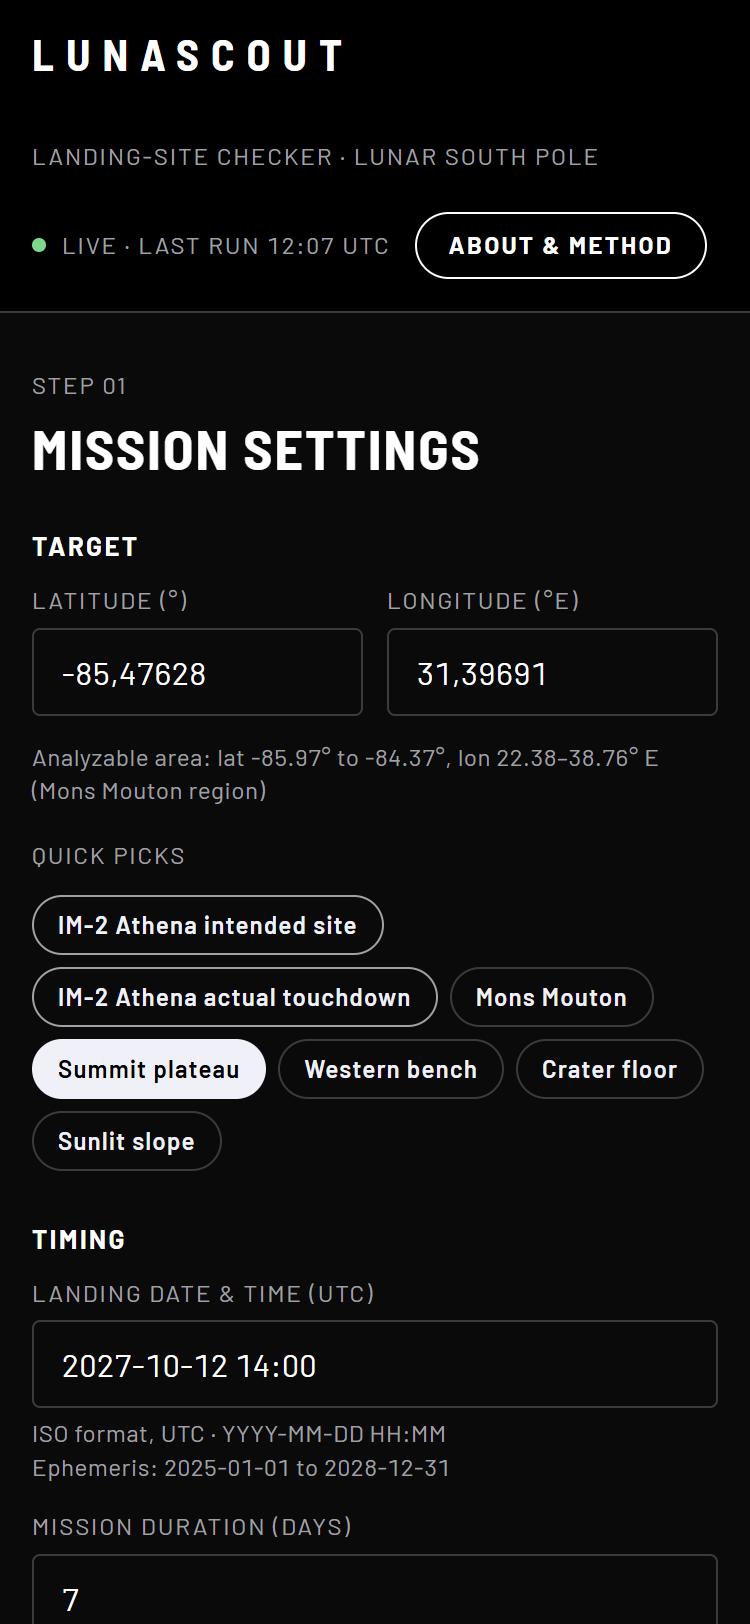 LUNASCOUT
LANDING-SITE CHECKER · LUNAR SOUTH POLE
LIVE · LAST RUN 12:07 UTC
ABOUT & METHOD
STEP 01
MISSION SETTINGS
TARGET
LATITUDE (°)
LONGITUDE (°E)
-85,47628
31,39691
Analyzable area: lat -85.97° to -84.37°, lon 22.38–38.76° E
(Mons Mouton region)
QUICK PICKS
IM-2 Athena intended site
IM-2 Athena actual touchdown
Mons Mouton
Summit plateau
Western bench
Crater floor
Sunlit slope
TIMING
LANDING DATE & TIME (UTC)
2027-10-12 14:00
ISO format, UTC · YYYY-MM-DD HH:MM
Ephemeris: 2025-01-01 to 2028-12-31
MISSION DURATION (DAYS)
7